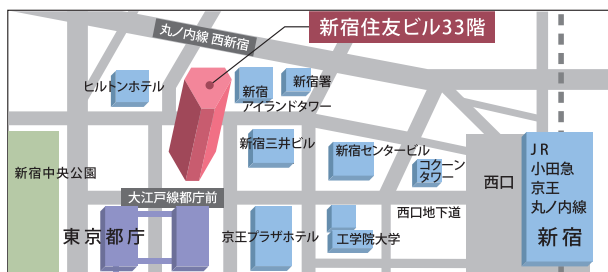 新宿住友ビル33階
丸ノ内線 西新宿
ヒルトンホテル
新宿
アイランドタワー
新宿署
新宿三井ビル
新宿センタービル
コクーン
タワー
新宿中央公園
大江戸線都庁前
東京都庁
京王プラザホテル
工学院大学
西口地下道
西口
JR
小田急
京王
丸ノ内線
新宿